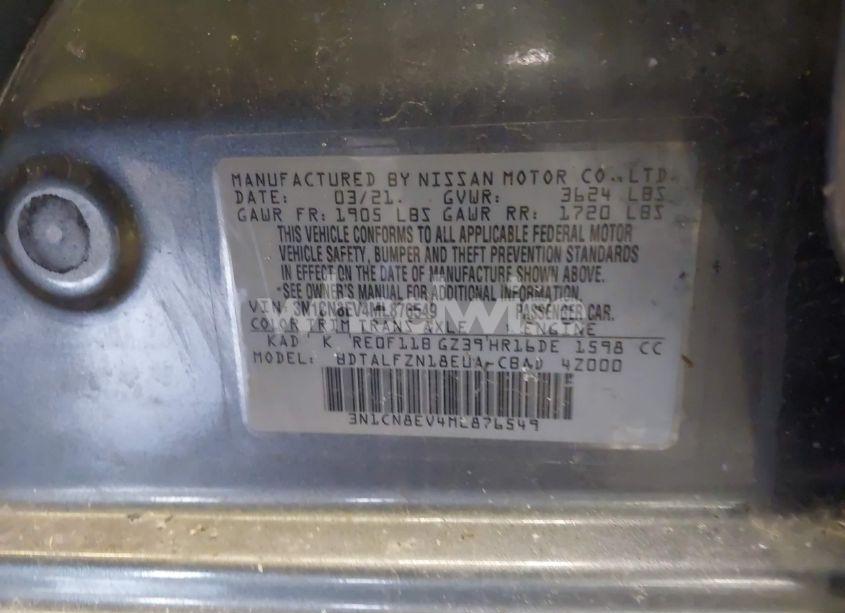 MANUFACTURED BY NISSAN MOTOR CO.,LTD.
DATE: 03/21. GVWR: 3624 LBS
GAWR FR: 1905 LBS GAWR RR: 1720 LBS
THIS VEHICLE CONFORMS TO ALL APPLICABLE FEDERAL MOTOR
VEHICLE SAFETY, BUMPER AND THEFT PREVENTION STANDARDS
IN EFFECT ON THE DATE OF MANUFACTURE SHOWN ABOVE.
*SEE OWNER'S MANUAL FOR ADDITIONAL INFORMATION.
VIN: 3N1CN8EV4ML876549 PASSENGER CAR.
COLOR TRIM TRANS AXLE ENGINE
KAD K RE0F11B GZ39 HR16DE 1598 CC
MODEL: BDTALFZN18EUA-CBAD 4Z000
3N1CN8EV4ML876549